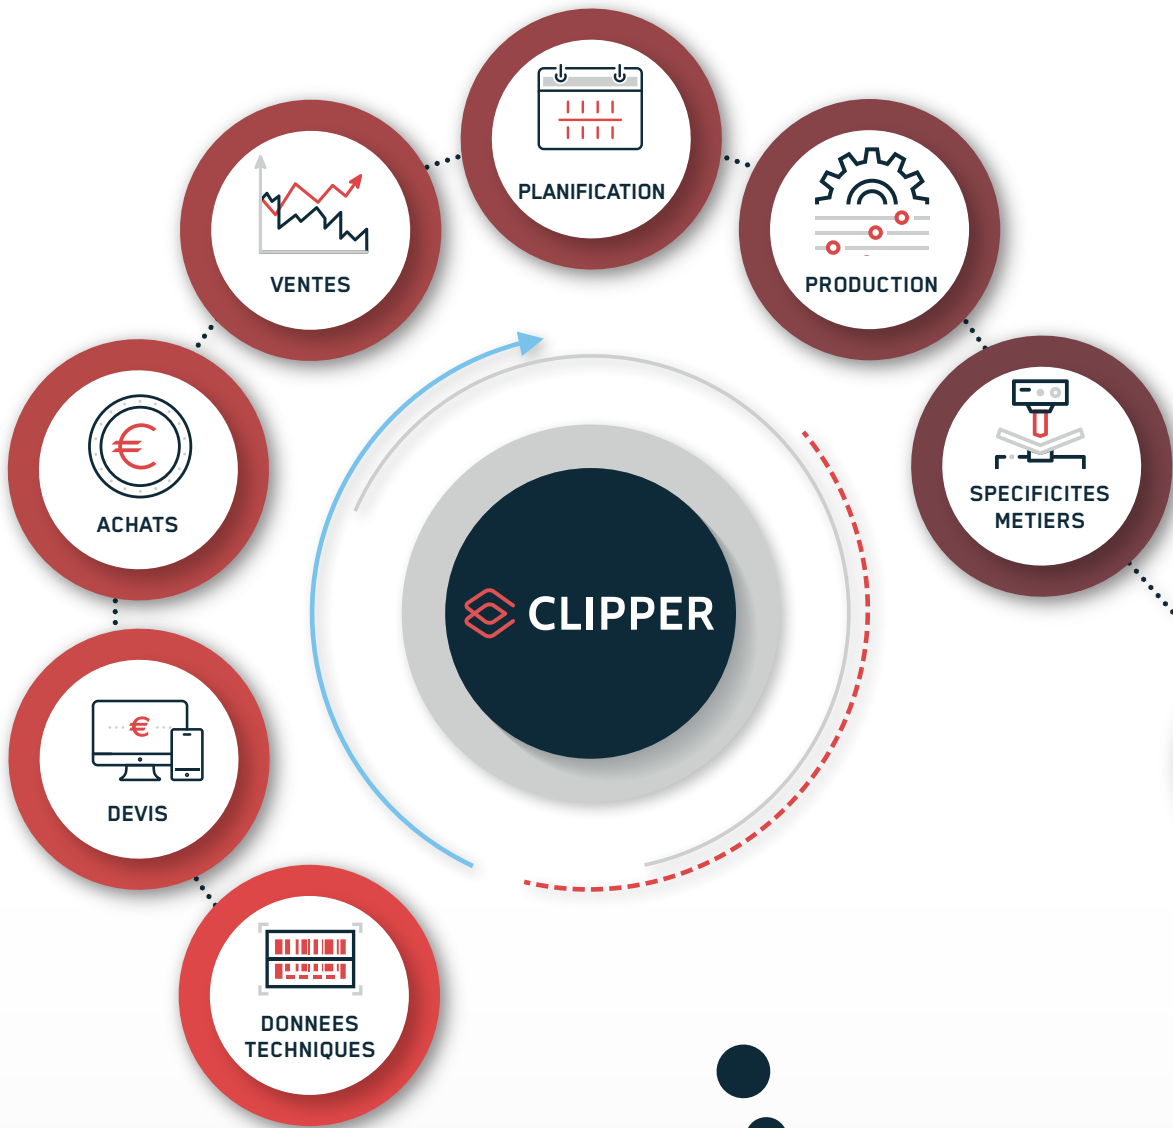 PLANIFICATION
VENTES
PRODUCTION
ACHATS
€
SPECIFICITES
METIERS
CLIPPER
€
DEVIS
DONNEES
TECHNIQUES